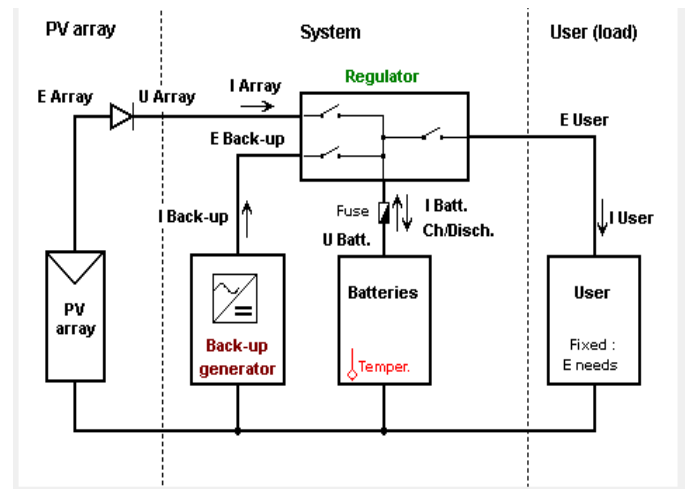 PV array
System
User (load)
Regulator
I Array
E Array
U Array
E Back-up
E User
I Back-up
Fuse
I Batt.
Ch/Disch.
I User
U Batt.
PV
array
Back-up
generator
Batteries
Temper.
User
Fixed :
E needs